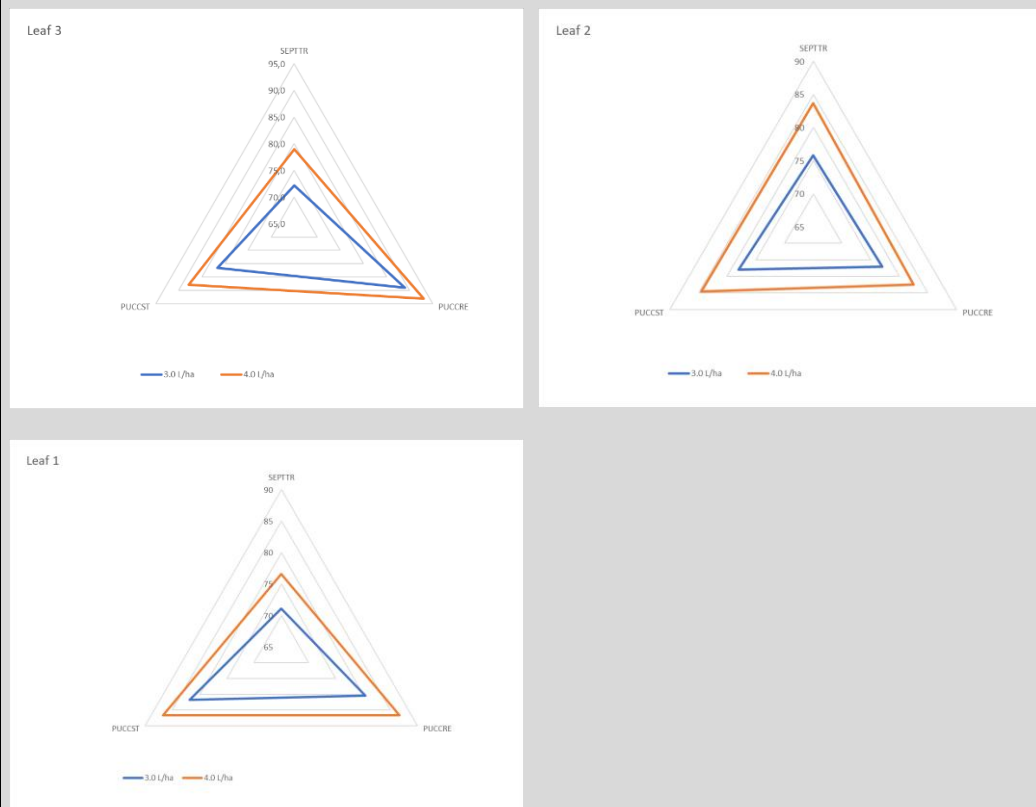 Leaf 3
SEPTTR
95,0
90,0
85,0
80,0
75,0
70,0
65,0
PUCCST
PUCCRE
3.0 L/ha
4.0 L/ha
Leaf 2
SEPTTR
90
85
80
75
70
65
PUCCST
PUCCRE
3.0 L/ha
4.0 L/ha
Leaf 1
SEPTTR
90
85
80
75
70
65
PUCCST
PUCCRE
3.0 L/ha
4.0 L/ha